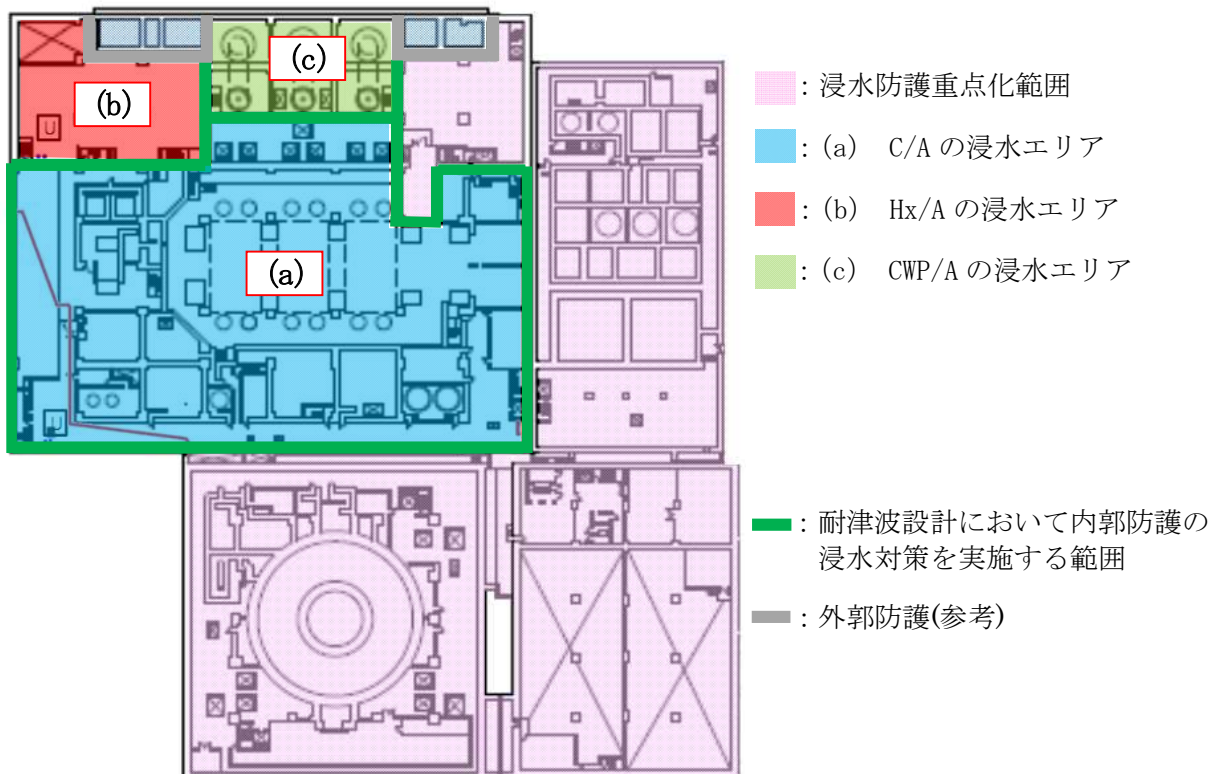 (c)
(b)
U
(a)
U
: 浸水防護重点化範囲
: (a) C/A の浸水エリア
: (b) Hx/A の浸水エリア
: (c) CWP/A の浸水エリア
: 耐津波設計において内郭防護の
浸水対策を実施する範囲
: 外郭防護(参考)